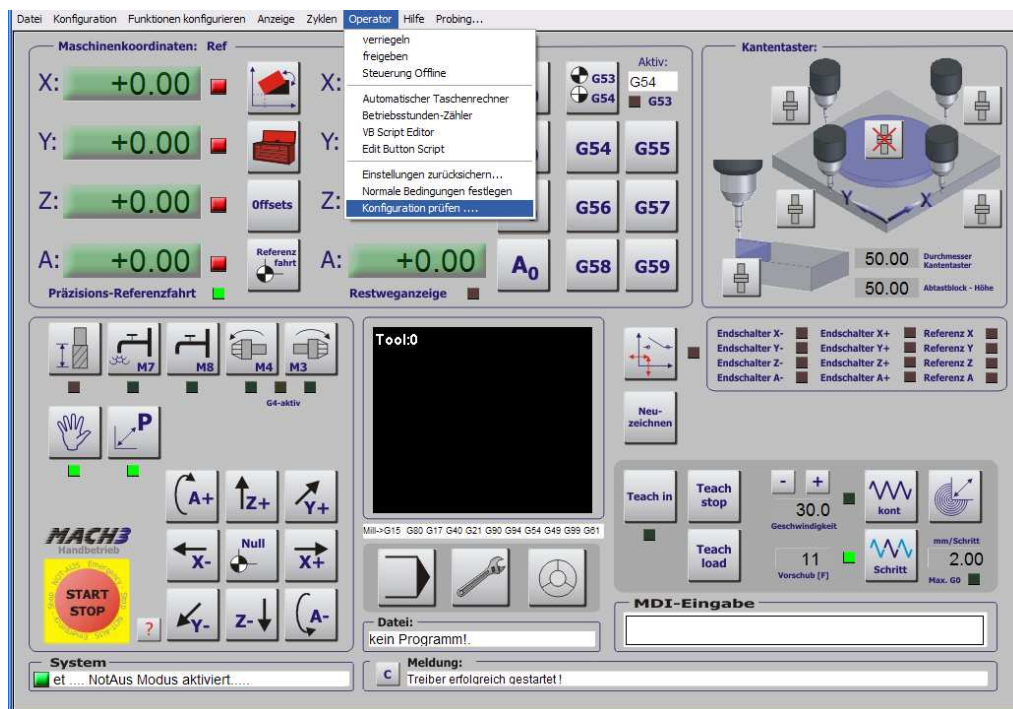 Datei Konfiguration Funktionen konfigurieren Anzeige Zyklen Operator Hilfe Probing...
verriegeln
freigeben
Steuerung Offline
Automatischer Taschenrechner
Betriebsstunden-Zähler
VB Script Editor
Edit Button Script
Einstellungen zurücksichern...
Normale Bedingungen festlegen
Konfiguration prüfen ....
Maschinenkoordinaten: Ref
X: +0.00
Y: +0.00
Z: +0.00
A: +0.00
Offsets
Referenz
fahrt
Präzisions-Referenzfahrt
X:
Y:
Z:
A: +0.00
A0
Restweganzeige
G53
G54
Aktiv:
G54
G53
G54 G55
G56 G57
G58 G59
Kantentaster:
Y X
50.00 Durchmesser
Kantentaster
50.00 Abtastblock - Höhe
M7 M8 M4 M3
G4-aktiv
P
A+ Z+ Y+
X- Null X+
Y- Z- A-
MACH3
Handbetrieb
START
STOP
?
Tool:0
Mill->G15 G80 G17 G40 G21 G90 G94 G54 G49 G99 G61
Datei:
kein Programm!.
Neu-
zeichnen
Endschalter X- Endschalter X+ Referenz X
Endschalter Y- Endschalter Y+ Referenz Y
Endschalter Z- Endschalter Z+ Referenz Z
Endschalter A- Endschalter A+ Referenz A
Teach in
Teach
stop
Teach
load
- +
30.0
Geschwindigkeit
11
Vorschub [F]
kont
Schritt
mm/Schritt
2.00
Max. G0
MDI-Eingabe
System
et .... NotAus Modus aktiviert.....
C
Meldung:
Treiber erfolgreich gestartet !